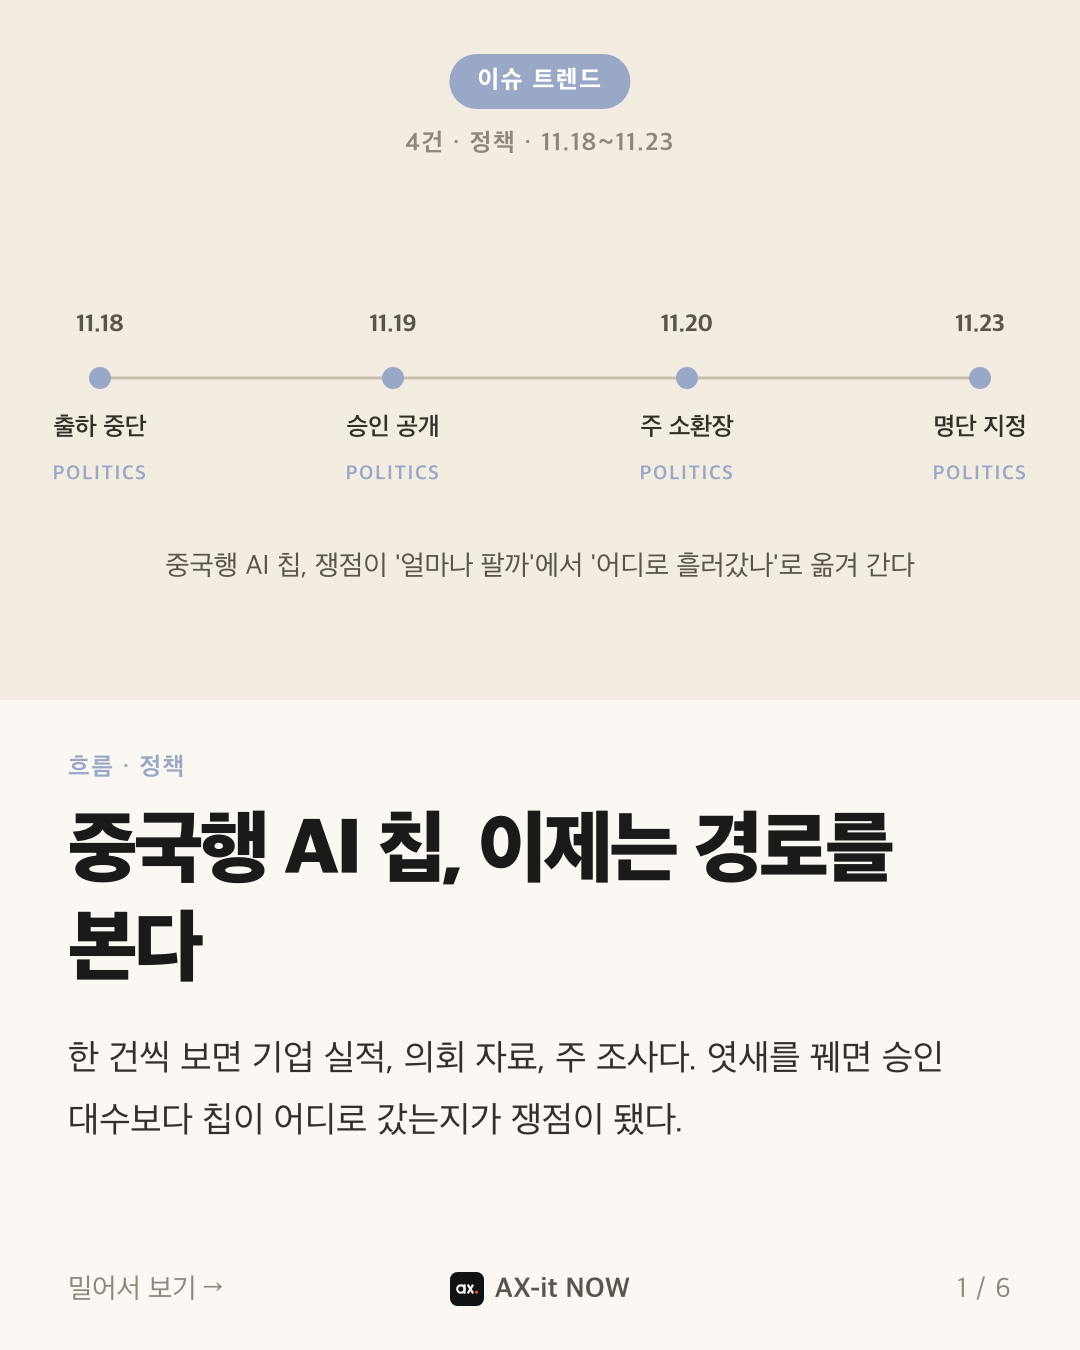 이슈 트렌드
4건 · 정책 · 11.18~11.23
11.18
11.19
11.20
11.23
출하 중단
승인 공개
주 소환장
명단 지정
POLITICS
POLITICS
POLITICS
POLITICS
중국행 AI 칩, 쟁점이 '얼마나 팔까'에서 '어디로 흘러갔나'로 옮겨 간다
흐름 · 정책
중국행 AI 칩, 이제는 경로를
본다
한 건씩 보면 기업 실적, 의회 자료, 주 조사다. 엿새를 꿰면 승인
대수보다 칩이 어디로 갔는지가 쟁점이 됐다.
밀어서 보기 →
ax.
AX-it NOW
1 / 6